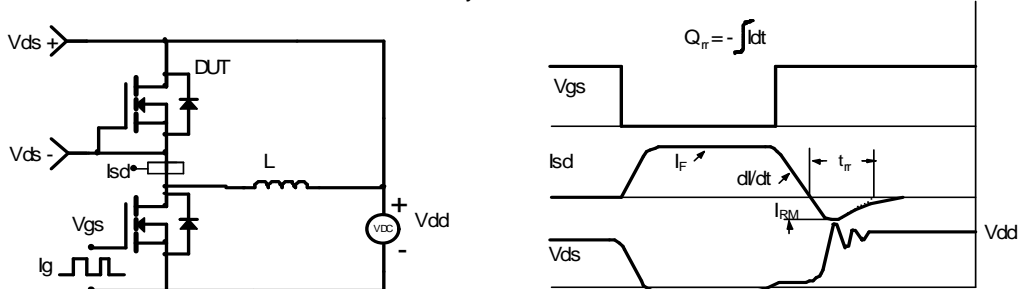 Vds +
DUT
Vds -
Isd
L
Vgs
Ig
+
VDC
-
Vdd
Qrr = - ∫Idt
Vgs
Isd
IF
dI/dt
trr
IRM
Vds
Vdd